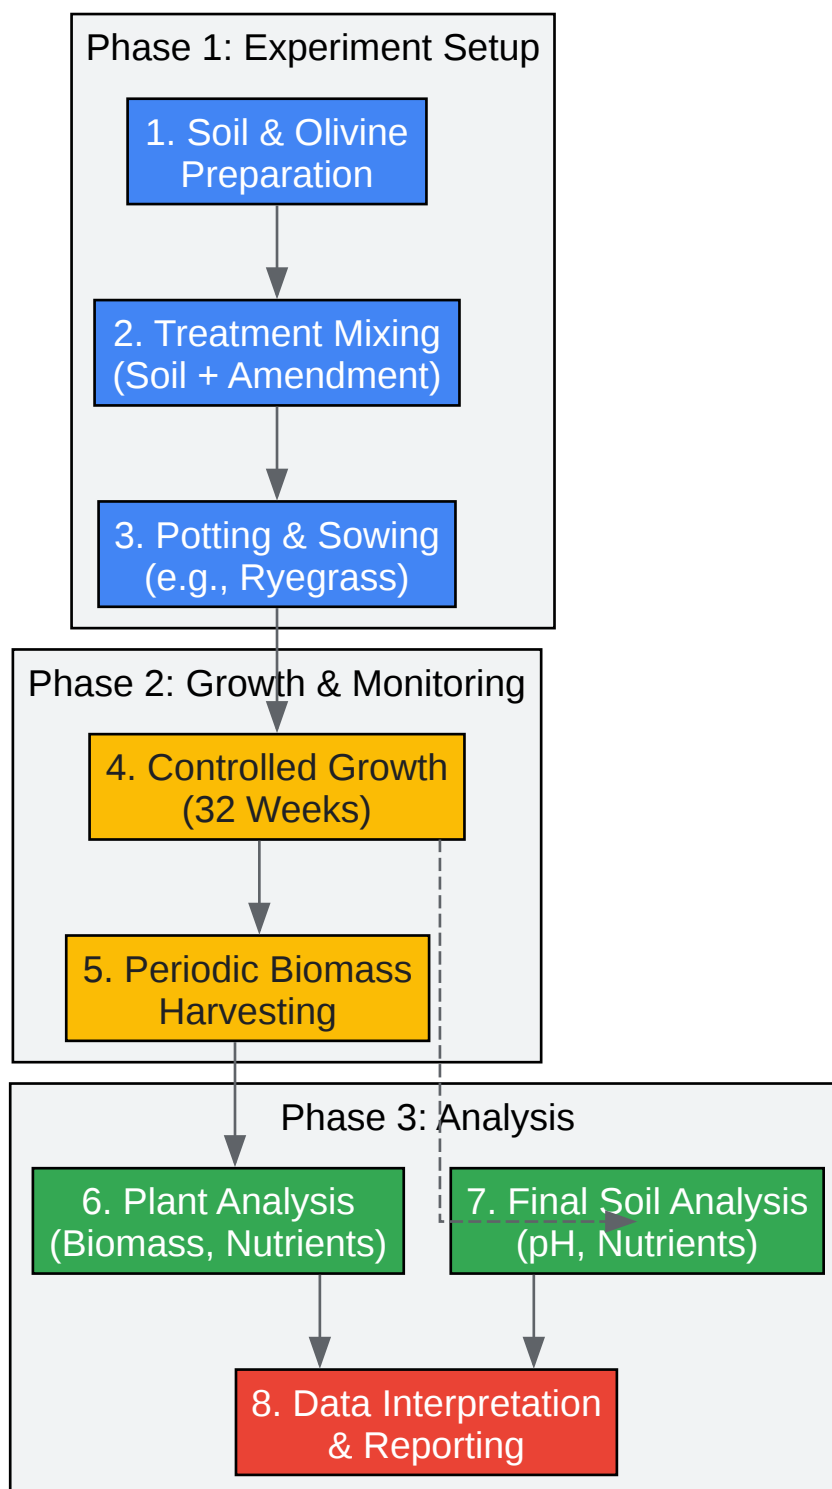 Phase 1: Experiment Setup
1. Soil & Olivine
Preparation
2. Treatment Mixing
(Soil + Amendment)
3. Potting & Sowing
(e.g., Ryegrass)
Phase 2: Growth & Monitoring
4. Controlled Growth
(32 Weeks)
5. Periodic Biomass
Harvesting
Phase 3: Analysis
6. Plant Analysis
(Biomass, Nutrients)
7. Final Soil Analysis
(pH, Nutrients)
8. Data Interpretation
& Reporting